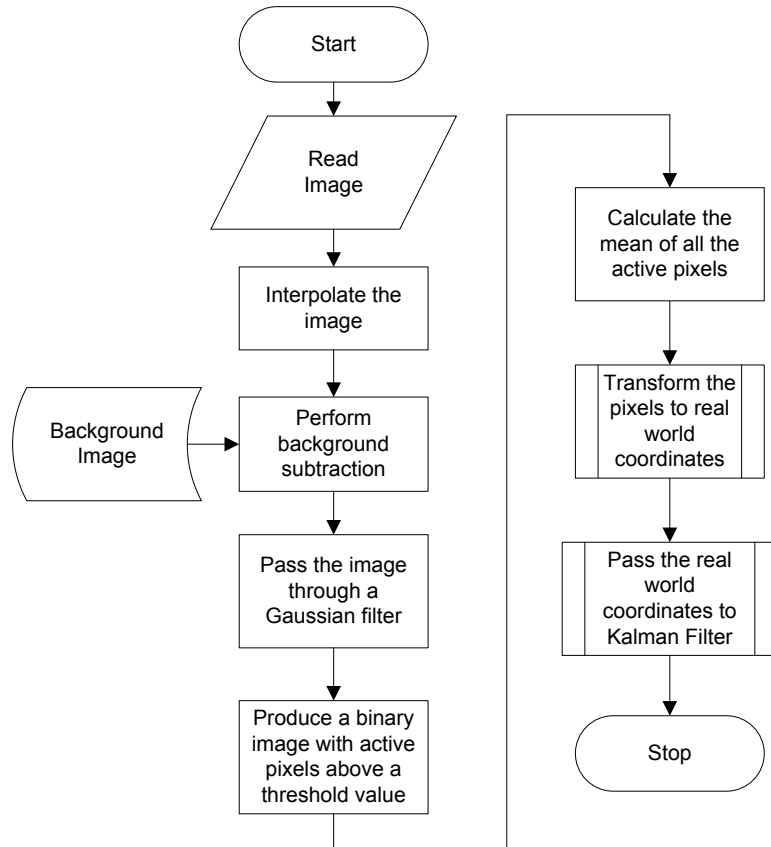 Start
Read
Image
Interpolate the
image
Background
Image
Perform
background
subtraction
Pass the image
through a
Gaussian filter
Produce a binary
image with active
pixels above a
threshold value
Calculate the
mean of all the
active pixels
Transform the
pixels to real
world
coordinates
Pass the real
world
coordinates to
Kalman Filter
Stop